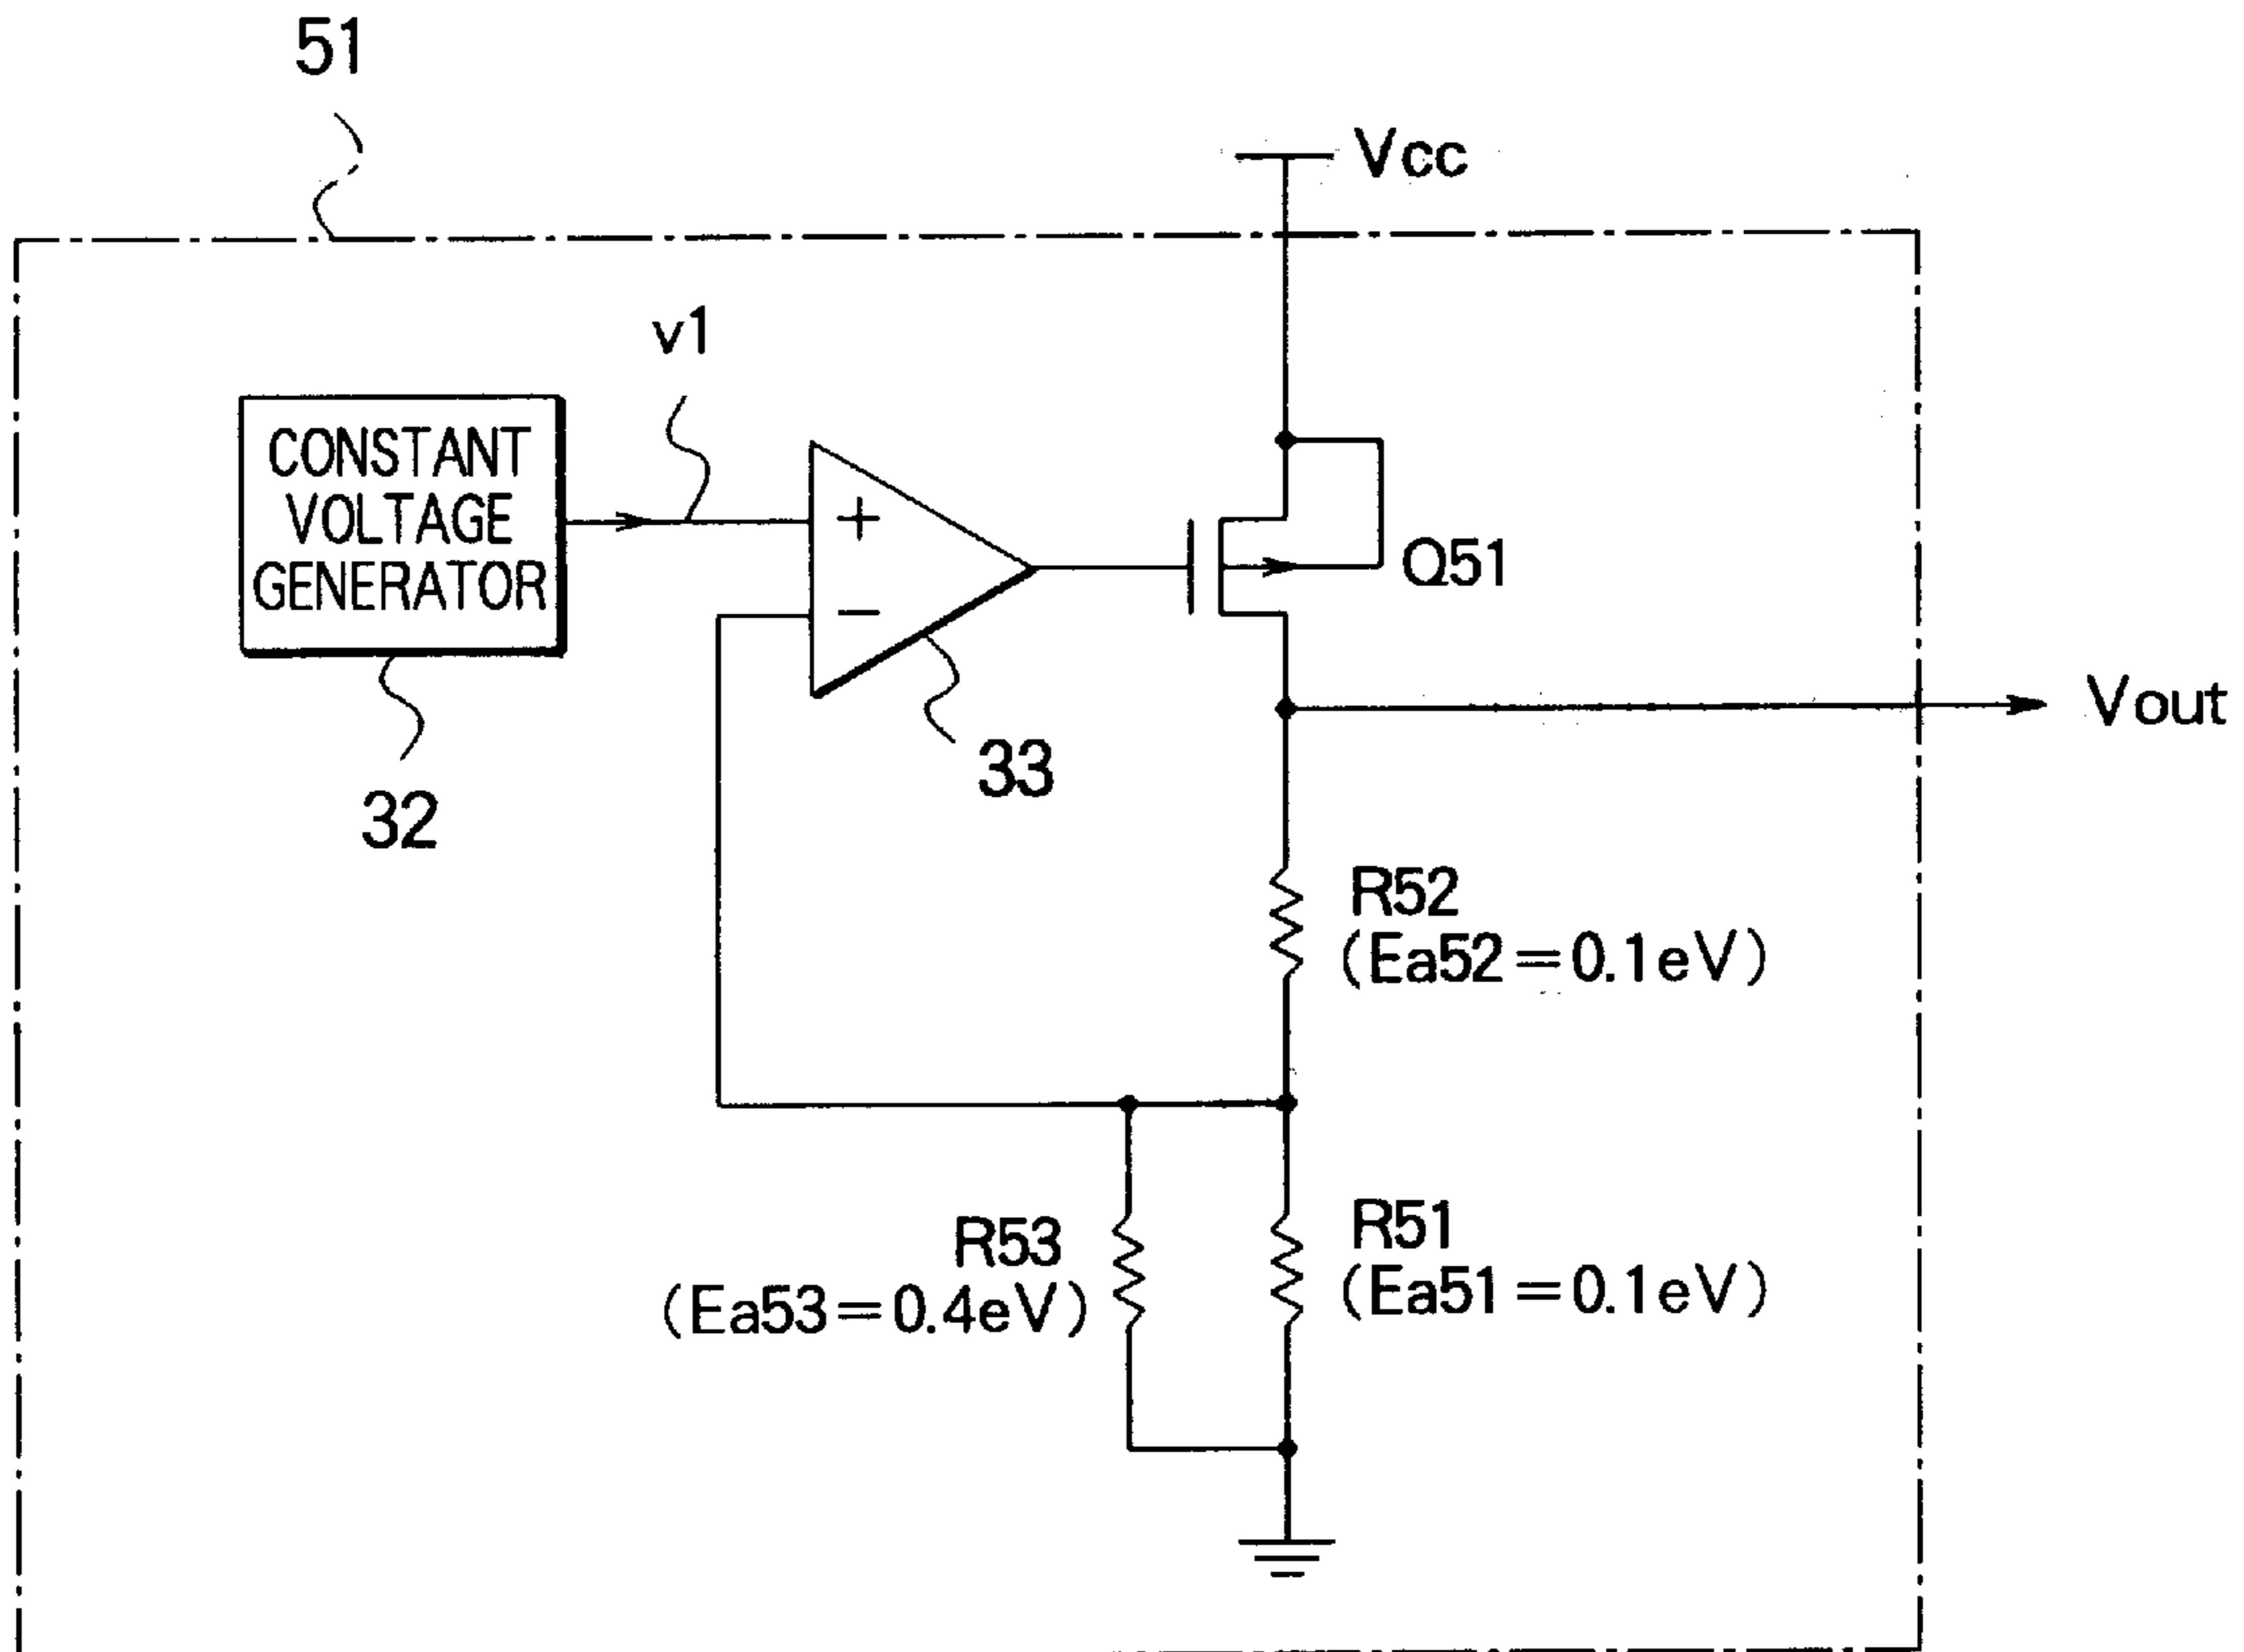 51
Vcc
v1
CONSTANT
VOLTAGE
GENERATOR
+
−
Q51
Vout
33
32
R52
(Ea52=0.1eV)
R53
(Ea53=0.4eV)
R51
(Ea51=0.1eV)